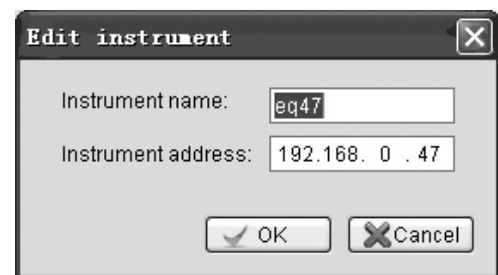 Edit instrument
Instrument name: eq47
Instrument address: 192.168. 0 . 47
OK Cancel